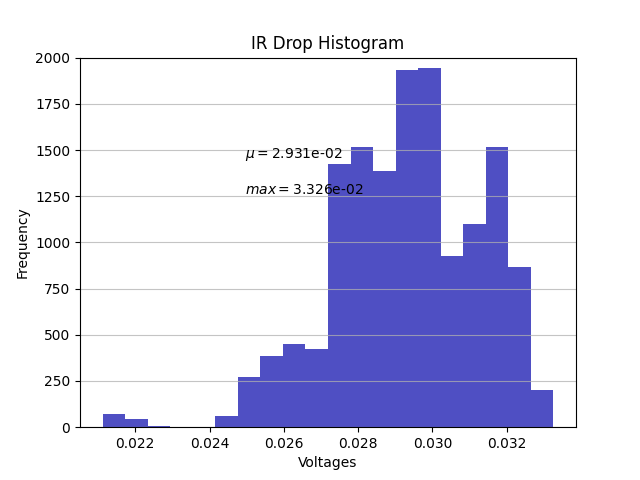 IR Drop Histogram
2000
1750
1500
1250
1000
750
500
250
0
Frequency
μ = 2.931e-02
max = 3.326e-02
0.022 0.024 0.026 0.028 0.030 0.032
Voltages